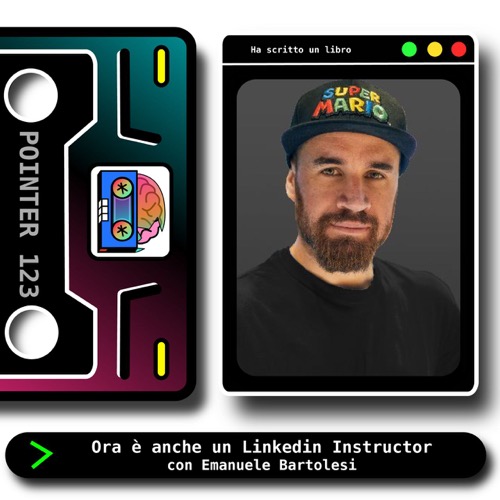 POINTER 123
Ha scritto un libro
SUPER
MARIO
Ora è anche un Linkedin Instructor
con Emanuele Bartolesi